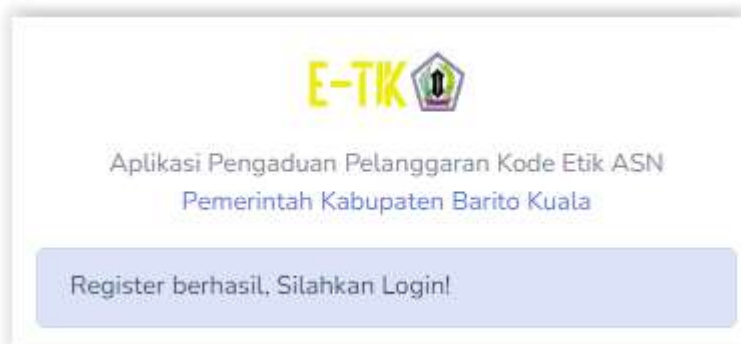 E-TIK
Aplikasi Pengaduan Pelanggaran Kode Etik ASN
Pemerintah Kabupaten Barito Kuala
Register berhasil, Silahkan Login!